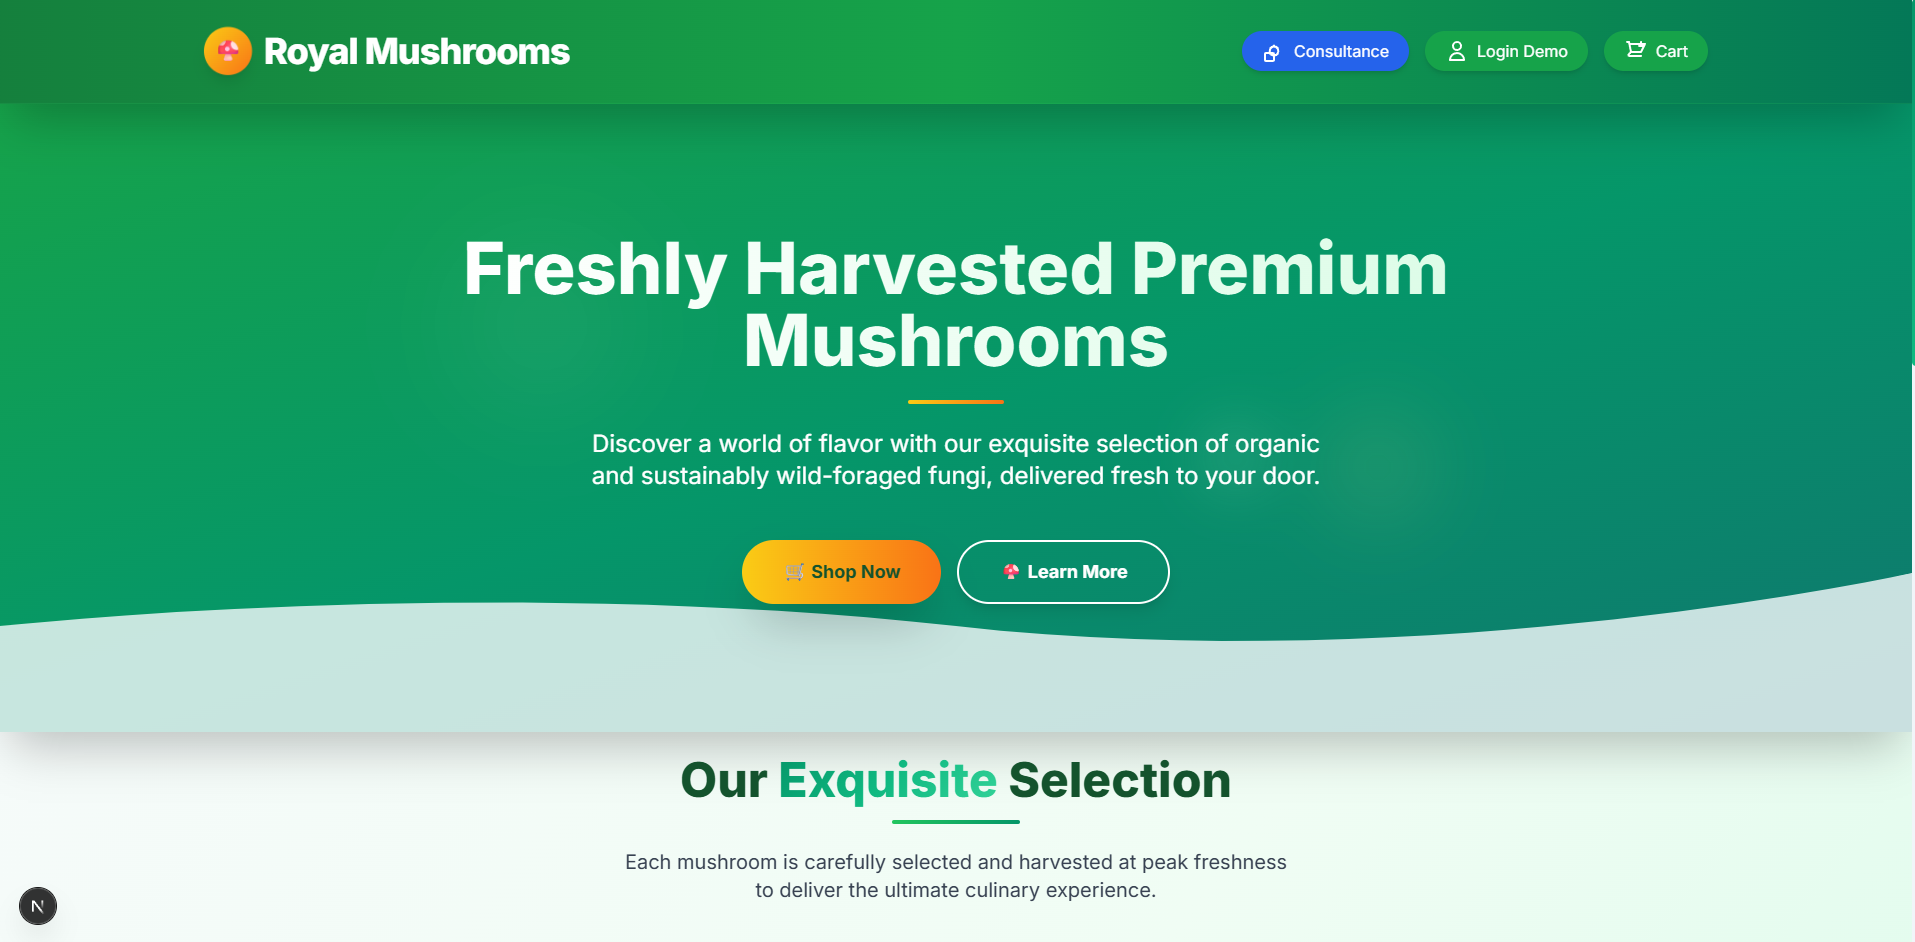 Royal Mushrooms
Consultance
Login Demo
Cart
Freshly Harvested Premium
Mushrooms
Discover a world of flavor with our exquisite selection of organic
and sustainably wild-foraged fungi, delivered fresh to your door.
🛒 Shop Now
🍄 Learn More
Our Exquisite Selection
Each mushroom is carefully selected and harvested at peak freshness
to deliver the ultimate culinary experience.
N